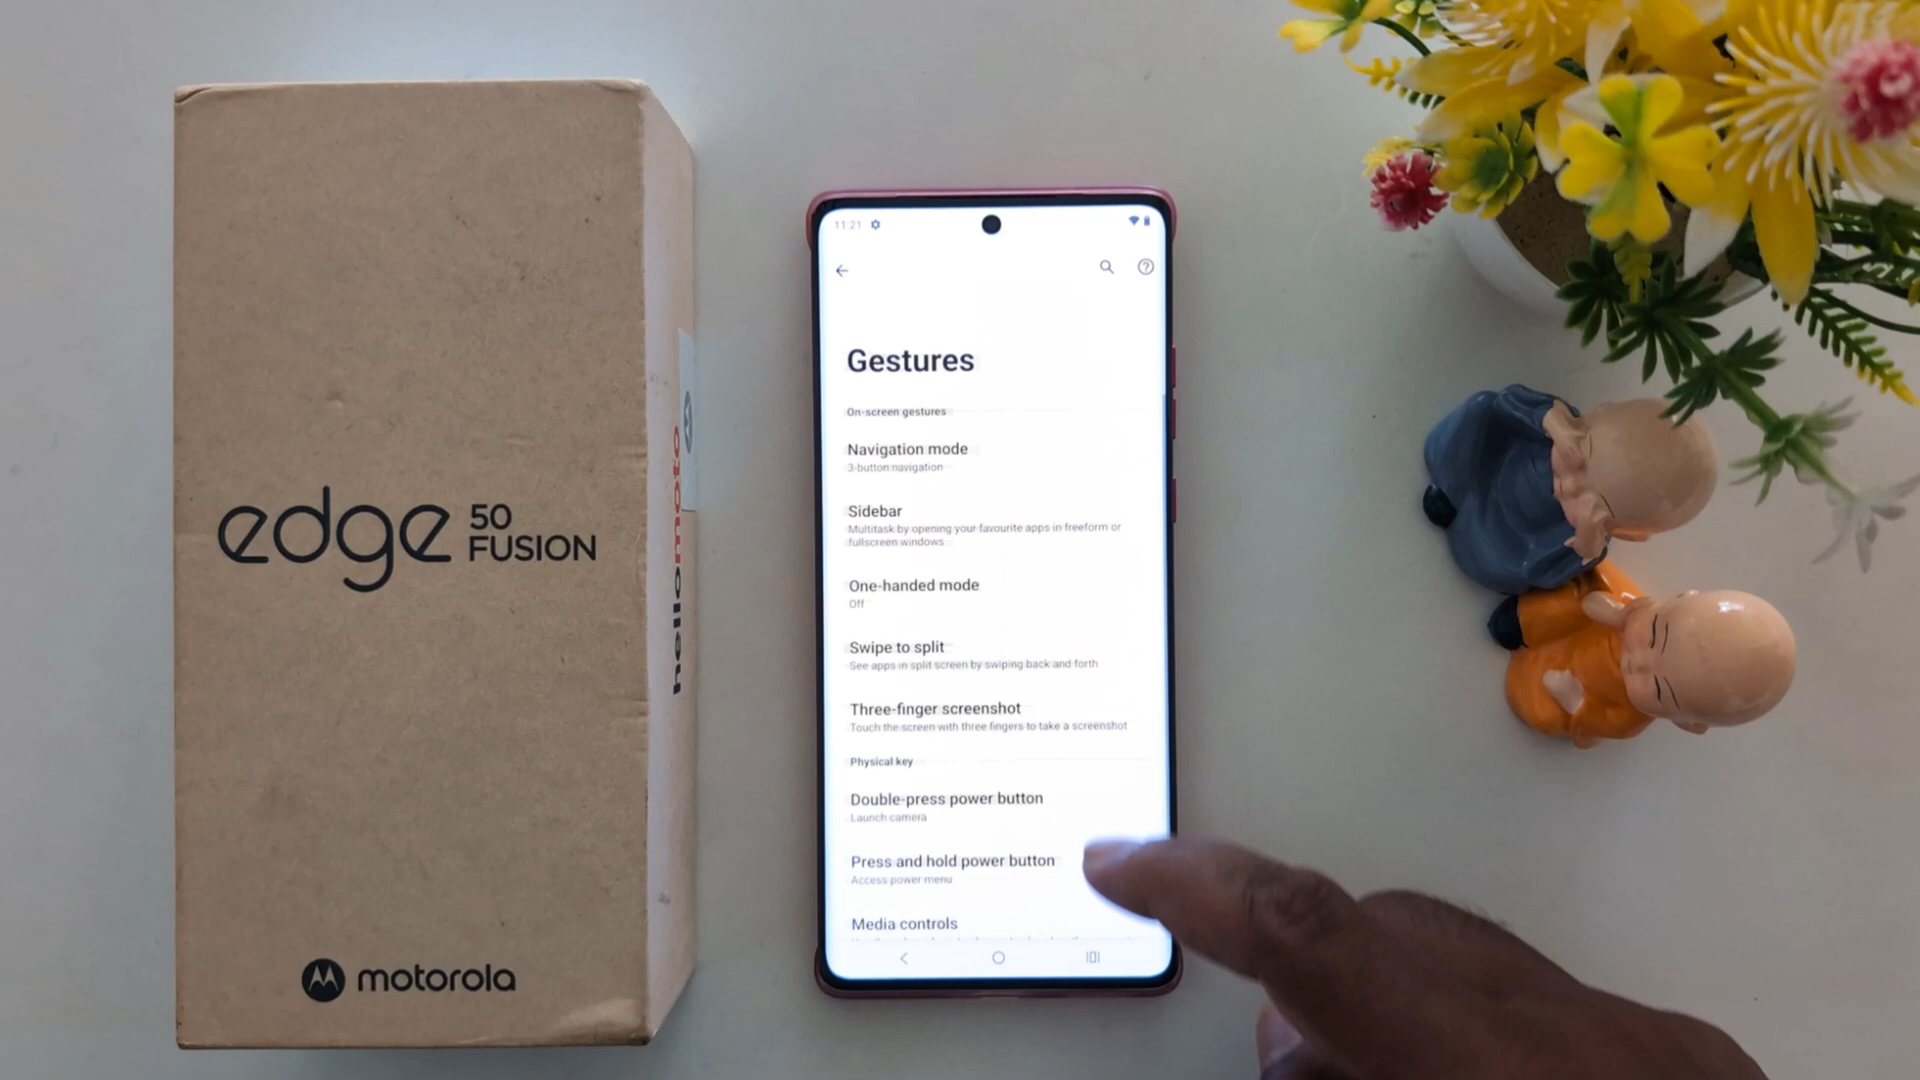 edge 50
FUSION
motorola
hellomoto
11:21
Gestures
On-screen gestures
Navigation mode
3-button navigation
Sidebar
Multitask by opening your favourite apps in freeform or
fullscreen windows
One-handed mode
Off
Swipe to split
See apps in split screen by swiping back and forth
Three-finger screenshot
Touch the screen with three fingers to take a screenshot
Physical key
Double-press power button
Launch camera
Press and hold power button
Access power menu
Media controls